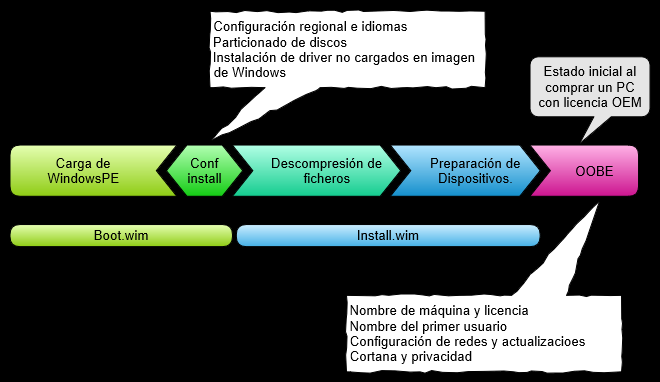 Configuración regional e idiomas
Particionado de discos
Instalación de driver no cargados en imagen
de Windows
Estado inicial al
comprar un PC
con licencia OEM
Carga de
WindowsPE
Conf
install
Descompresión de
ficheros
Preparación de
Dispositivos.
OOBE
Boot.wim
Install.wim
Nombre de máquina y licencia
Nombre del primer usuario
Configuración de redes y actualizacioes
Cortana y privacidad